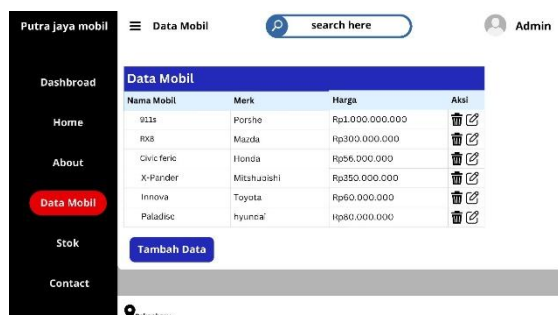 Putra jaya mobil
Data Mobil
search here
Admin
Dashbroad
Home
About
Data Mobil
Stok
Contact
Data Mobil
Nama Mobil Merk Harga Aksi
911s Porshe Rp1.000.000.000
RX8 Mazda Rp300.000.000
Civic ferio Honda Rp56.000.000
X-Pander Mitshubishi Rp350.000.000
Innova Toyota Rp60.000.000
Paladise hyundai Rp80.000.000
Tambah Data